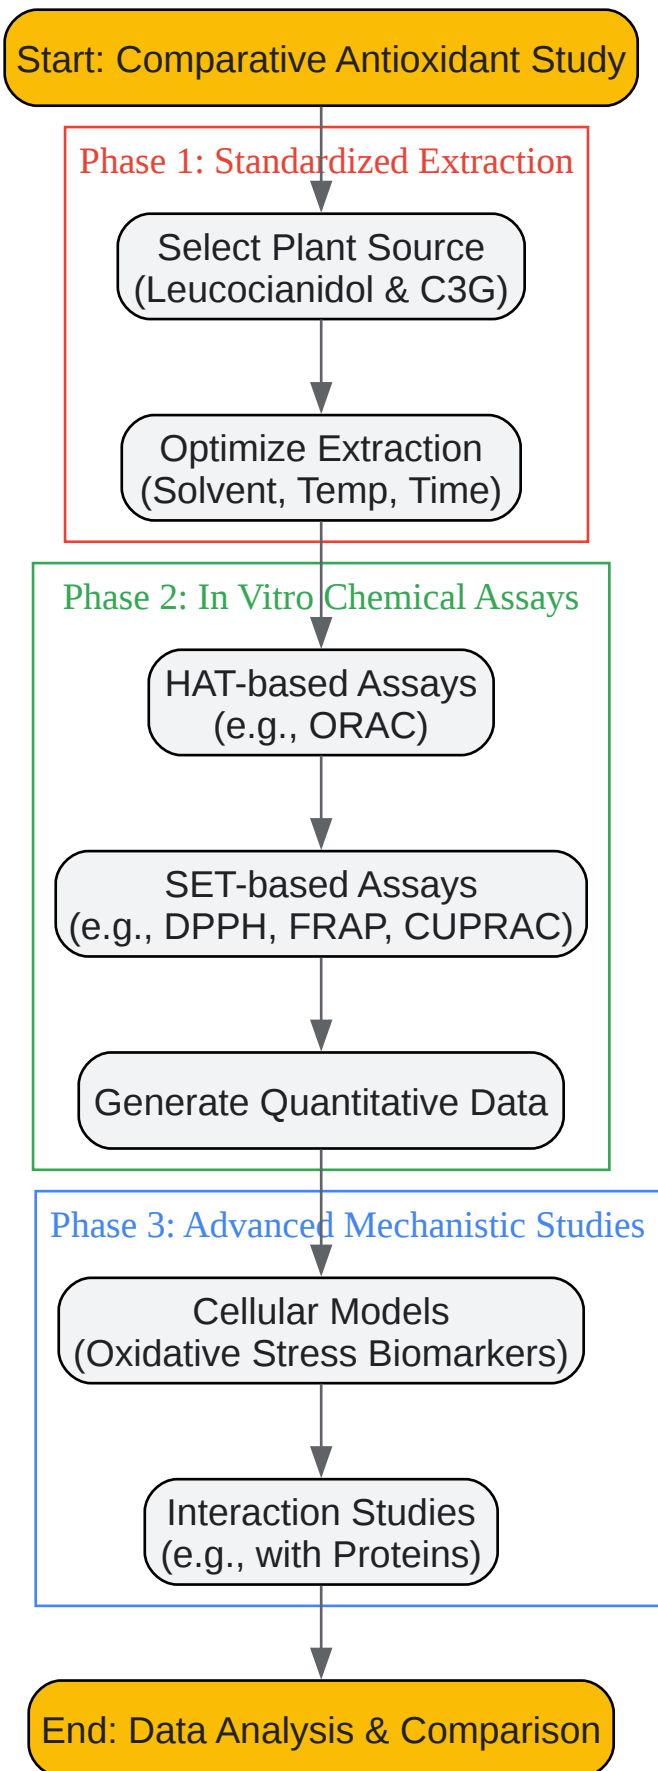 Start: Comparative Antioxidant Study
Phase 1: Standardized Extraction
Select Plant Source
(Leucocianidol & C3G)
Optimize Extraction
(Solvent, Temp, Time)
Phase 2: In Vitro Chemical Assays
HAT-based Assays
(e.g., ORAC)
SET-based Assays
(e.g., DPPH, FRAP, CUPRAC)
Generate Quantitative Data
Phase 3: Advanced Mechanistic Studies
Cellular Models
(Oxidative Stress Biomarkers)
Interaction Studies
(e.g., with Proteins)
End: Data Analysis & Comparison